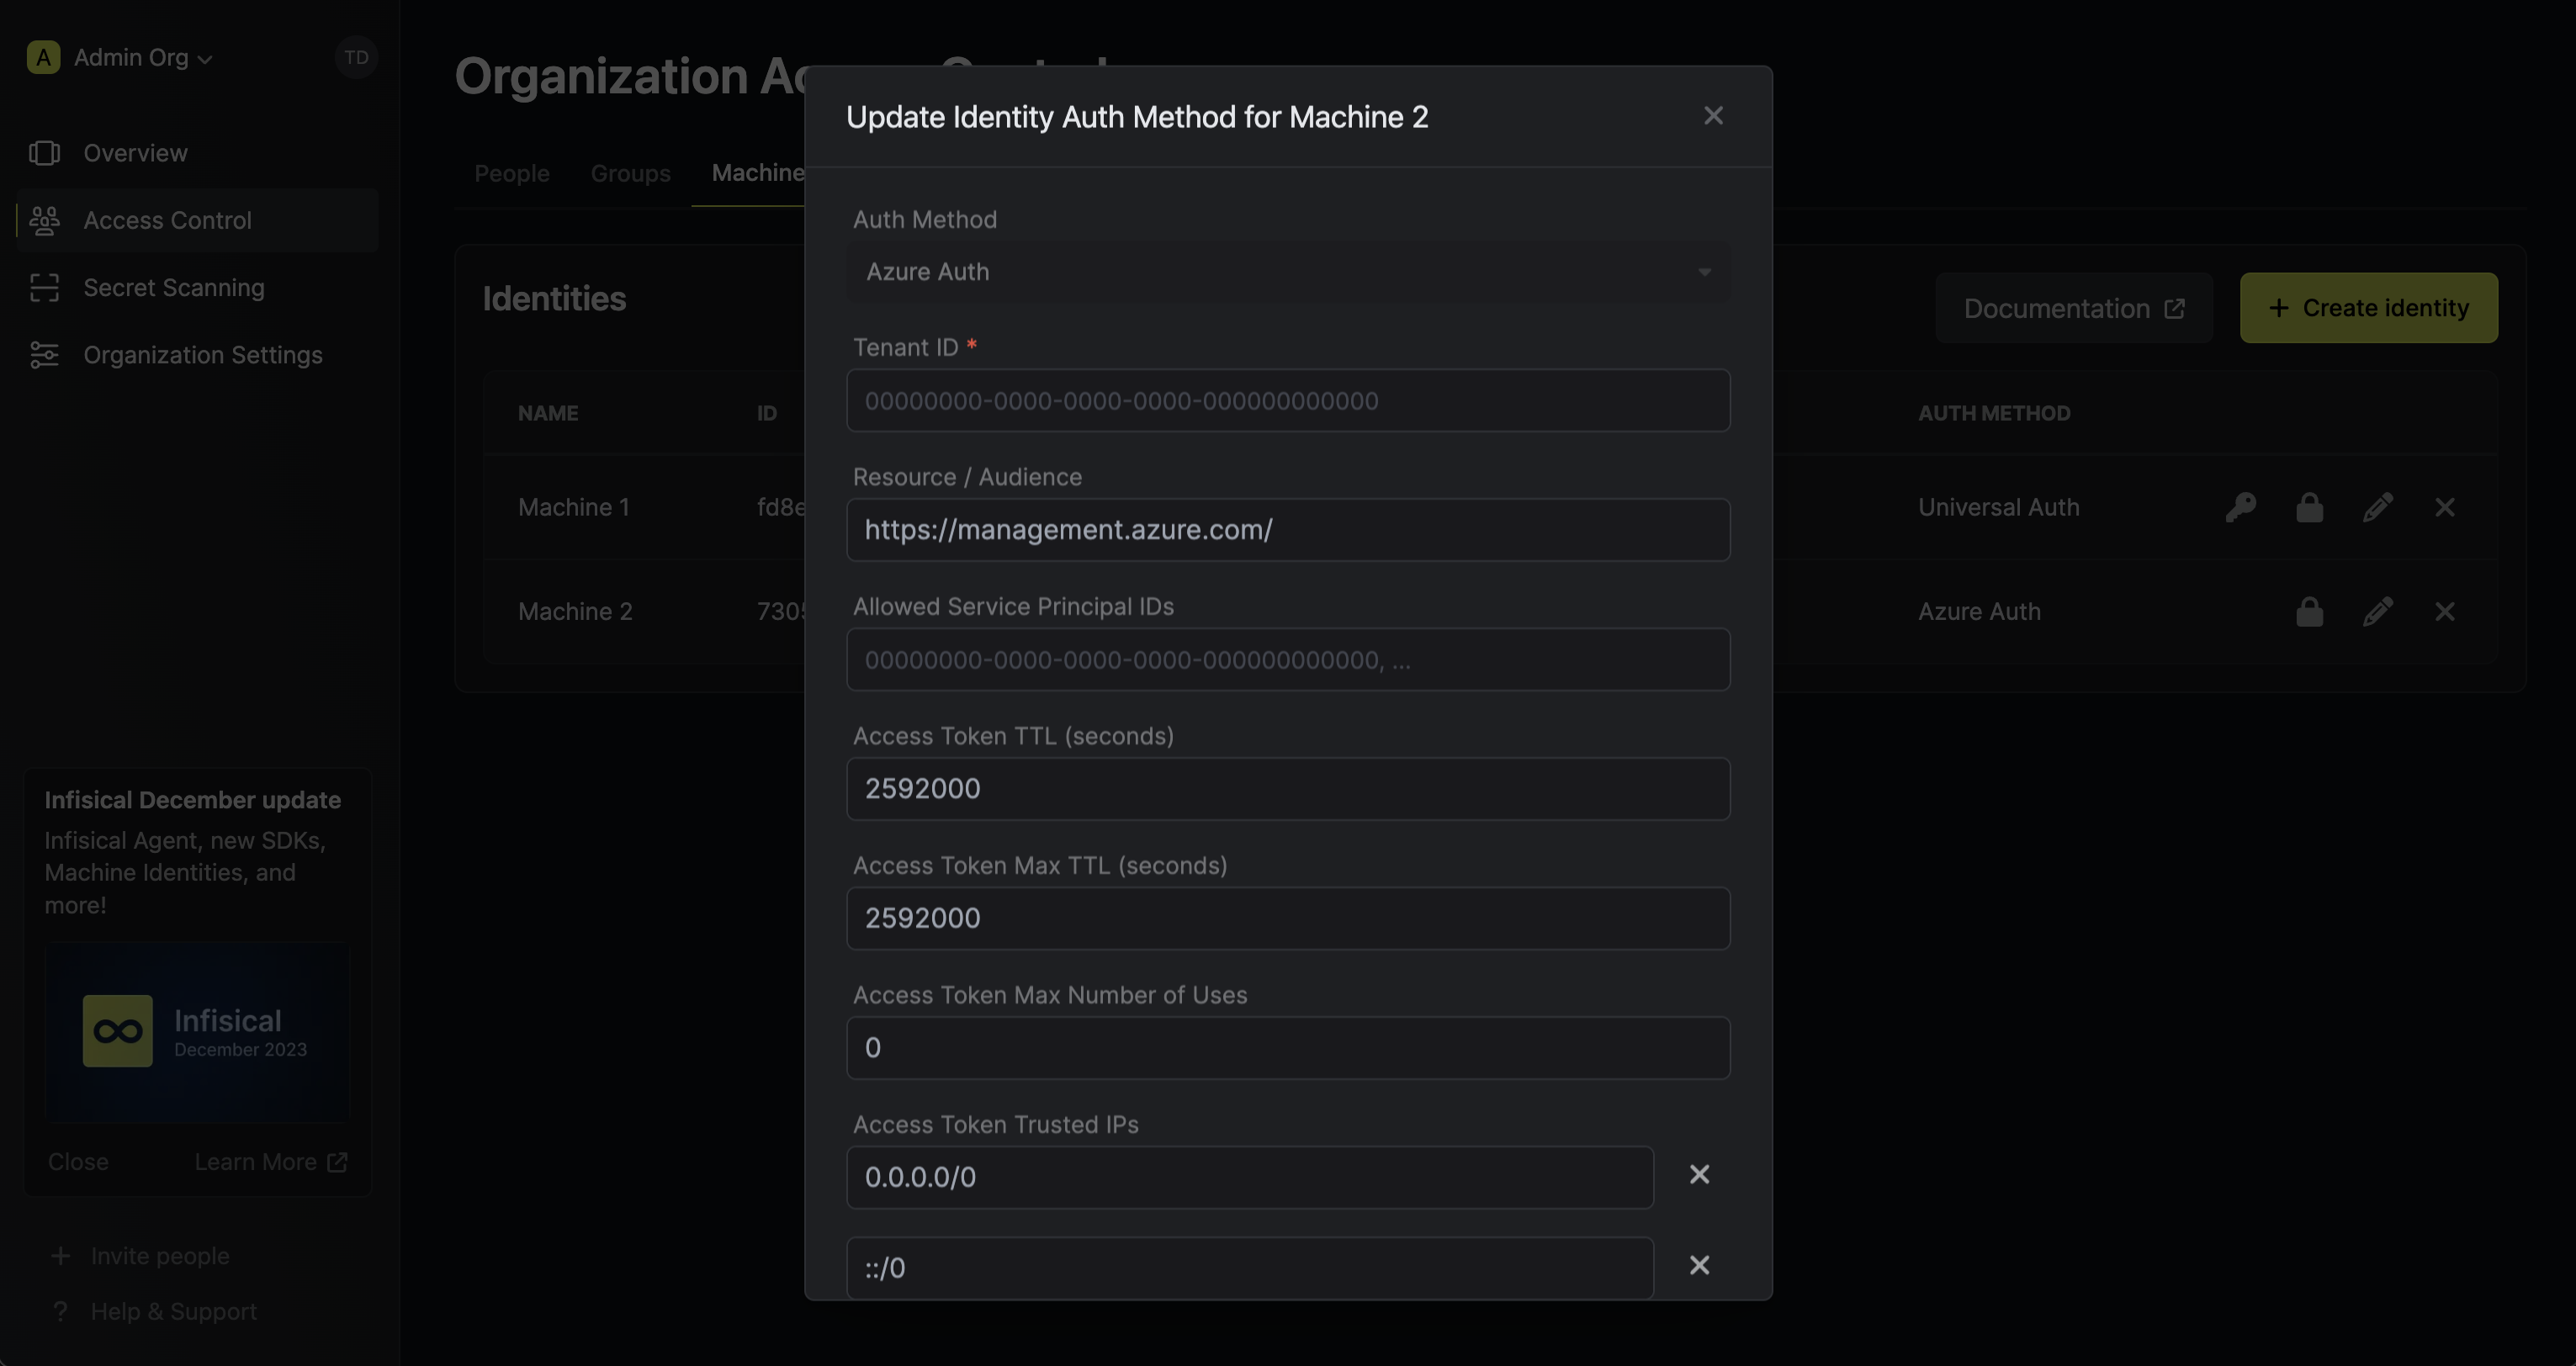 A Admin Org
TD
Overview
Access Control
Secret Scanning
Organization Settings
Infisical December update
Infisical Agent, new SDKs,
Machine Identities, and
more!
Infisical
December 2023
Close Learn More
+ Invite people
? Help & Support
Organization
People Groups Machine
Identities
Documentation
+ Create identity
NAME ID AUTH METHOD
Machine 1 fd8e Universal Auth
Machine 2 7305 Azure Auth
Update Identity Auth Method for Machine 2
Auth Method
Azure Auth
Tenant ID *
00000000-0000-0000-0000-000000000000
Resource / Audience
https://management.azure.com/
Allowed Service Principal IDs
00000000-0000-0000-0000-000000000000, ...
Access Token TTL (seconds)
2592000
Access Token Max TTL (seconds)
2592000
Access Token Max Number of Uses
0
Access Token Trusted IPs
0.0.0.0/0
::/0